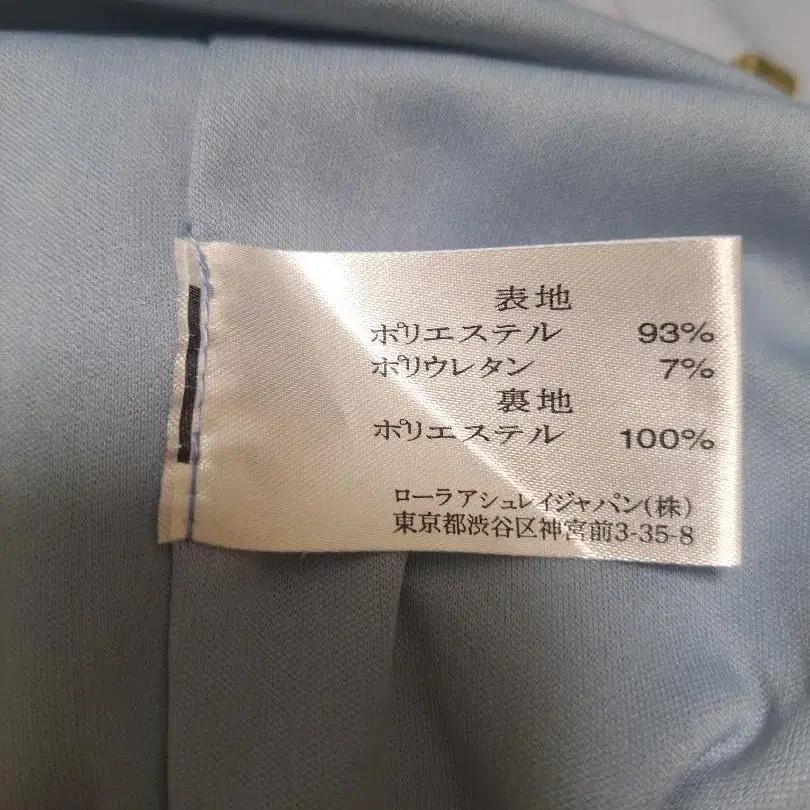 表地
ポリエステル 93%
ポリウレタン 7%
裏地
ポリエステル 100%
ローラアシュレイジャパン(株)
東京都渋谷区神宮前3-35-8